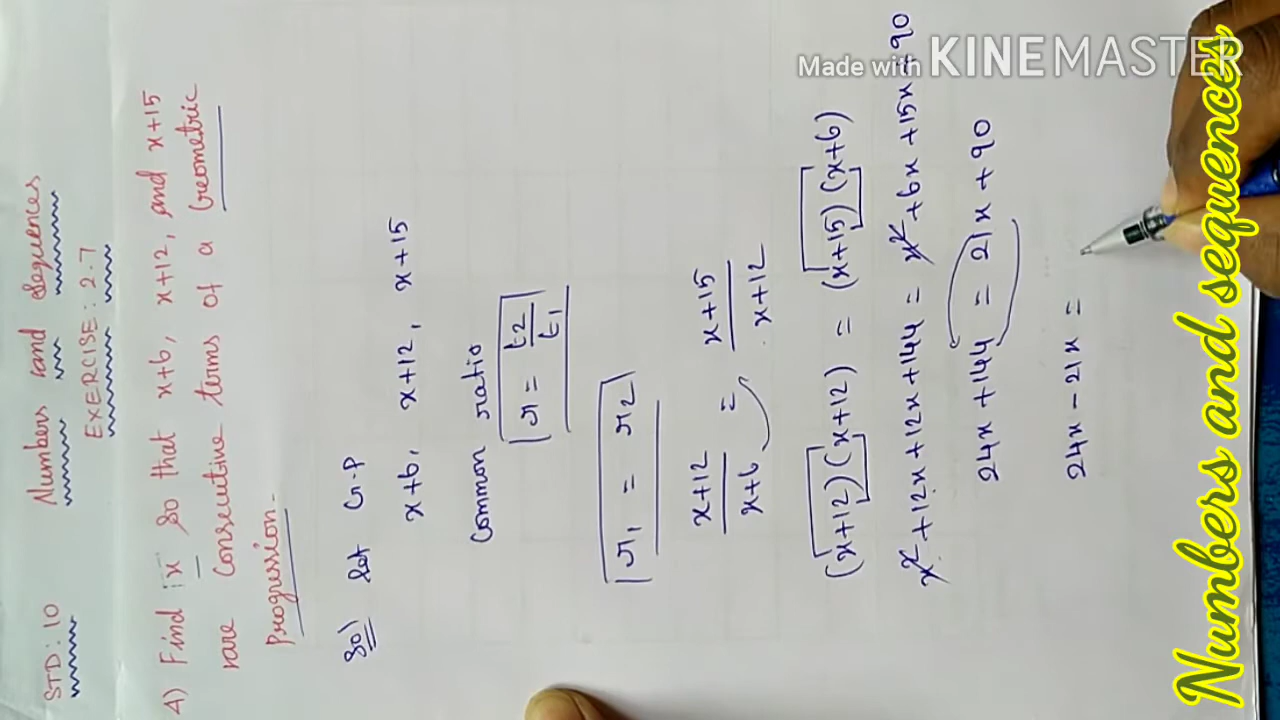 STD: 10 Numbers and Sequences
EXERCISE: 2.7
4) Find x so that x+6, x+12, and x+15
are Consecutive terms of a Geometric
Progression.
Sol let G.P
x+6, x+12, x+15
Common ratio
r = t2/t1
r1 = r2
x+12/x+6 = x+15/x+12
(x+12)(x+12) = (x+15)(x+6)
x²+12x+12x+144 = x²+6x+15x+90
24x+144 = 21x+90
24x-21x =
Made with KINEMASTER
Numbers and sequences